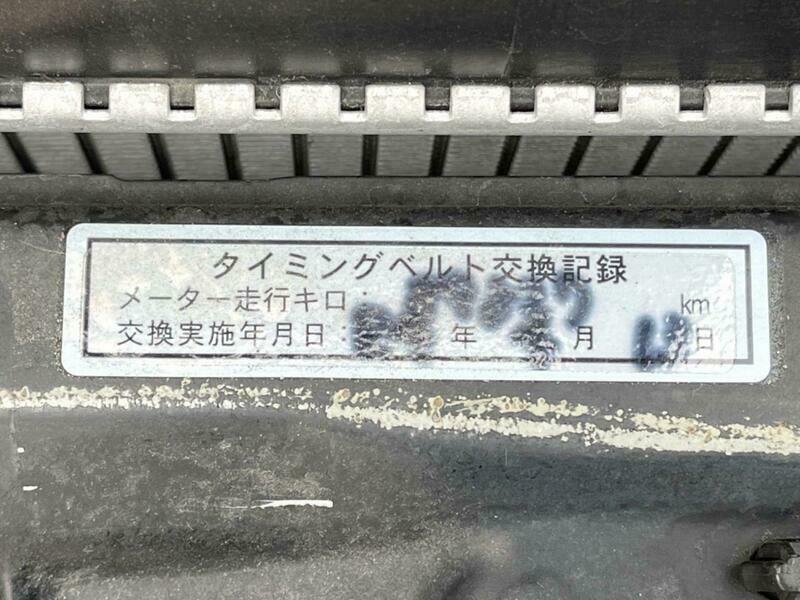 タイミングベルト交換記録
メーター走行キロ： km
交換実施年月日： 年 月 日